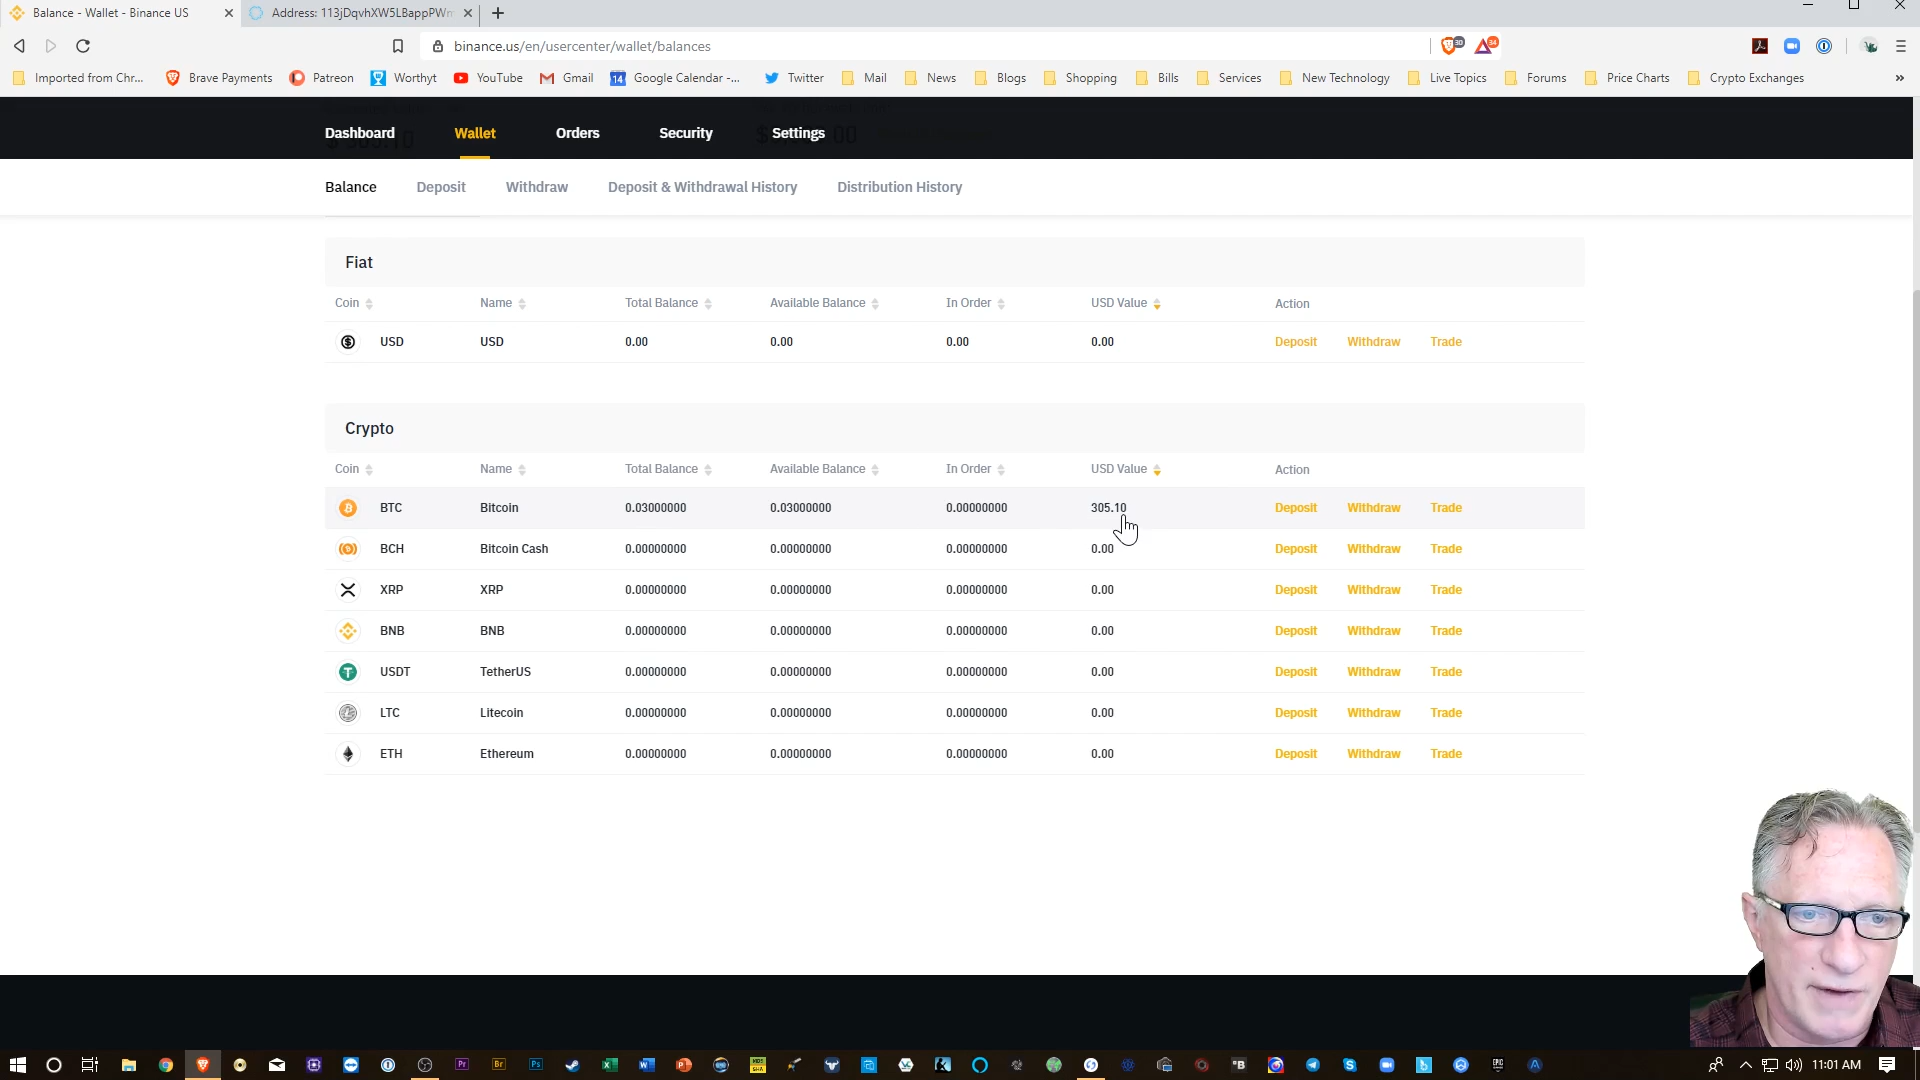 Balance - Wallet - Binance US
Address: 113jDqvhXW5LBappPWm
binance.us/en/usercenter/wallet/balances
30
34
Imported from Chr...
Brave Payments
Patreon
Worthyt
YouTube
Gmail
14
Google Calendar -...
Twitter
Mail
News
Blogs
Shopping
Bills
Services
New Technology
Live Topics
Forums
Price Charts
Crypto Exchanges
»
Dashboard Wallet Orders Security Settings
Balance Deposit Withdraw Deposit & Withdrawal History Distribution History
Fiat
Coin Name Total Balance Available Balance In Order USD Value Action
USD USD 0.00 0.00 0.00 0.00 Deposit Withdraw Trade
Crypto
Coin Name Total Balance Available Balance In Order USD Value Action
BTC Bitcoin 0.03000000 0.03000000 0.00000000 305.10 Deposit Withdraw Trade
BCH Bitcoin Cash 0.00000000 0.00000000 0.00000000 0.00 Deposit Withdraw Trade
XRP XRP 0.00000000 0.00000000 0.00000000 0.00 Deposit Withdraw Trade
BNB BNB 0.00000000 0.00000000 0.00000000 0.00 Deposit Withdraw Trade
USDT TetherUS 0.00000000 0.00000000 0.00000000 0.00 Deposit Withdraw Trade
LTC Litecoin 0.00000000 0.00000000 0.00000000 0.00 Deposit Withdraw Trade
ETH Ethereum 0.00000000 0.00000000 0.00000000 0.00 Deposit Withdraw Trade
Pr Br Ps
11:01 AM